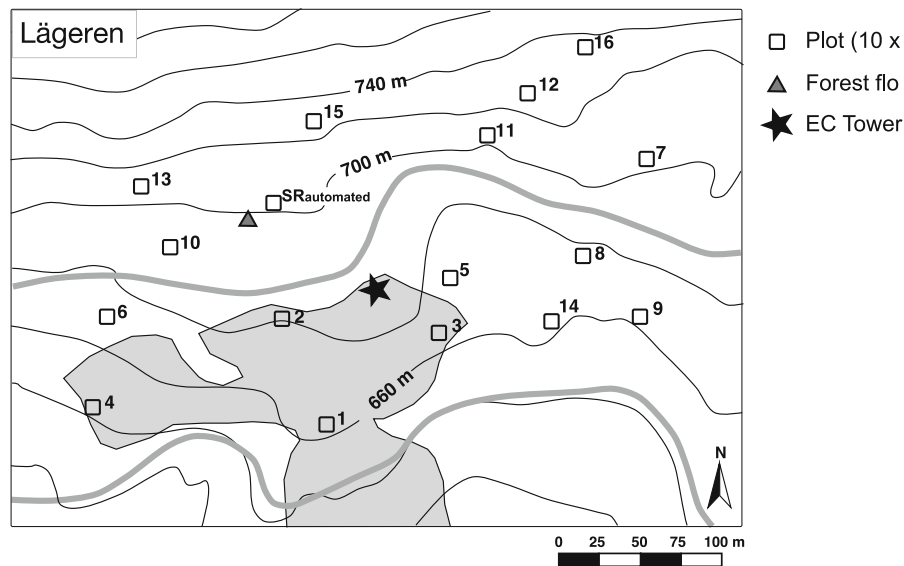 Lägeren
16
Plot (10 x
740 m
12
Forest flo
15
EC Tower
11
700 m
7
13
SRautomated
10
8
5
6
2
14
9
3
660 m
4
1
N
0 25 50 75 100 m